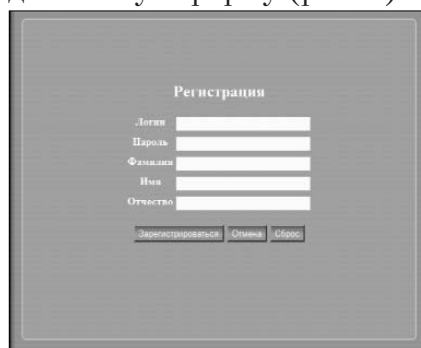 Регистрация
Логин
Пароль
Фамилия
Имя
Отчество
Зарегистрироваться Отмена Сброс